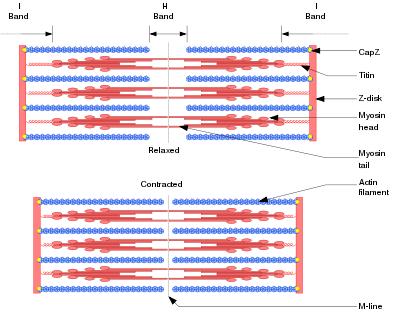 I
Band
H
Band
I
Band
CapZ
Titin
Z-disk
Myosin
head
Relaxed
Myosin
tail
Contracted
Actin
filament
M-line